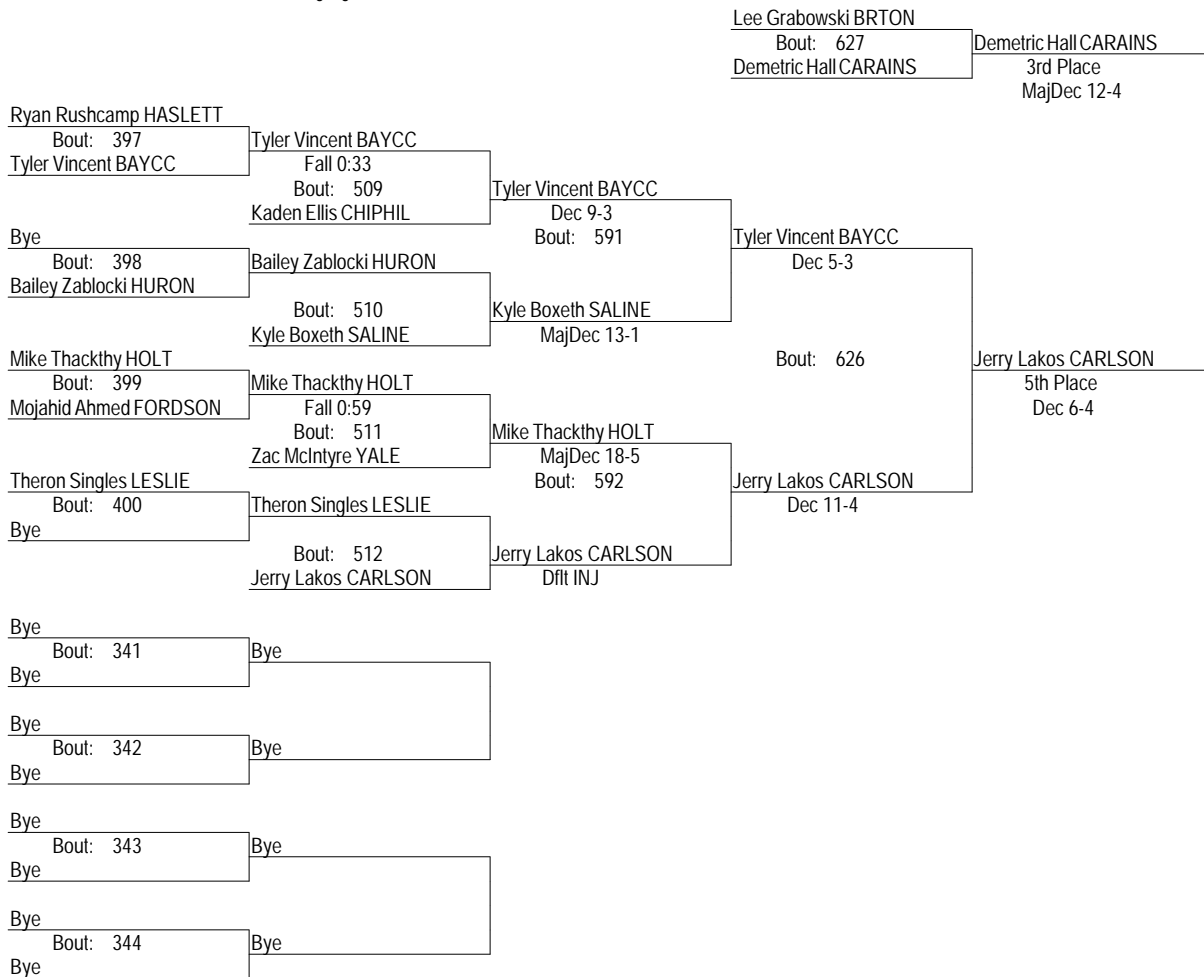 Lee Grabowski BRTON
Bout: 627
Demetric Hall CARAINS
Demetric Hall CARAINS
3rd Place
MajDec 12-4
Ryan Rushcamp HASLETT
Bout: 397
Tyler Vincent BAYCC
Tyler Vincent BAYCC
Fall 0:33
Bout: 509
Kaden Ellis CHIPHIL
Tyler Vincent BAYCC
Dec 9-3
Bout: 591
Bye
Bout: 398
Bailey Zablocki HURON
Bailey Zablocki HURON
Bout: 510
Kyle Boxeth SALINE
Kyle Boxeth SALINE
MajDec 13-1
Tyler Vincent BAYCC
Dec 5-3
Bout: 626
Mike Thackthy HOLT
Bout: 399
Mojahid Ahmed FORDSON
Mike Thackthy HOLT
Fall 0:59
Bout: 511
Zac McIntyre YALE
Mike Thackthy HOLT
MajDec 18-5
Bout: 592
Theron Singles LESLIE
Bout: 400
Bye
Theron Singles LESLIE
Bout: 512
Jerry Lakos CARLSON
Jerry Lakos CARLSON
Dflt INJ
Jerry Lakos CARLSON
Dec 11-4
Jerry Lakos CARLSON
5th Place
Dec 6-4
Bye
Bout: 341
Bye
Bye
Bye
Bout: 342
Bye
Bye
Bye
Bout: 343
Bye
Bye
Bye
Bout: 344
Bye
Bye